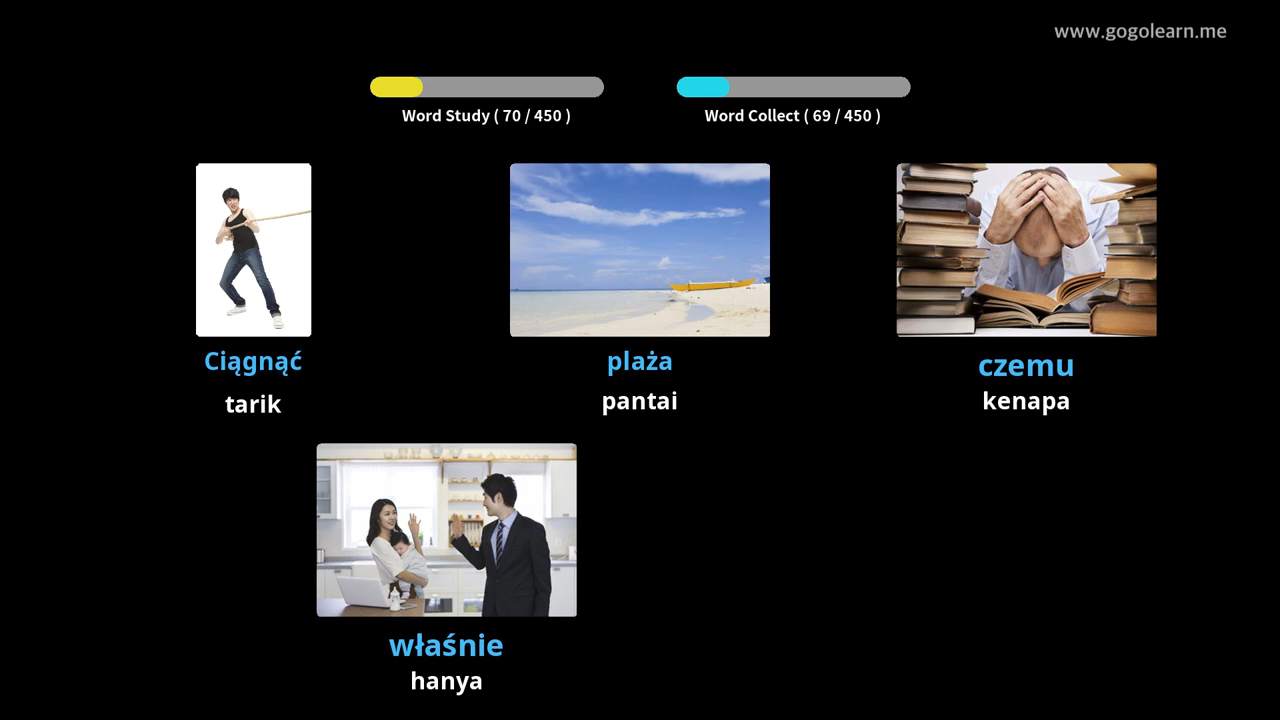 www.gogolearn.me
Word Study ( 70 / 450 )
Word Collect ( 69 / 450 )
Ciągnąć
tarik
plaża
pantai
czemu
kenapa
właśnie
hanya